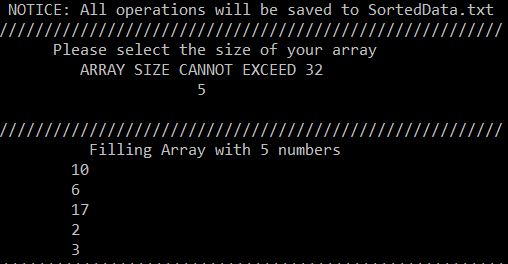 NOTICE: All operations will be saved to SortedData.txt
////////////////////////////////////////////////////////
Please select the size of your array
ARRAY SIZE CANNOT EXCEED 32
5
////////////////////////////////////////////////////////
Filling Array with 5 numbers
10
6
17
2
3